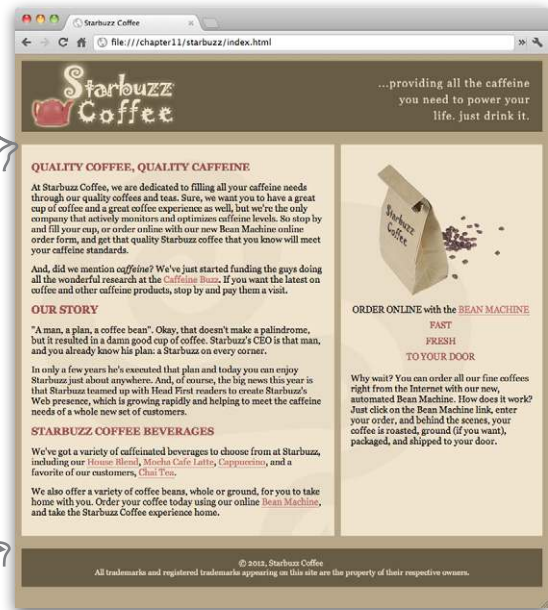 Starbuzz Coffee
file:///chapter11/starbuzz/index.html
Starbuzz
Coffee
...providing all the caffeine
you need to power your
life. just drink it.
QUALITY COFFEE, QUALITY CAFFEINE
At Starbuzz Coffee, we are dedicated to filling all your caffeine needs
through our quality coffees and teas. Sure, we want you to have a great
cup of coffee and a great coffee experience as well, but we're the only
company that actively monitors and optimizes caffeine levels. So stop by
and fill your cup, or order online with our new Bean Machine online
order form, and get that quality Starbuzz coffee that you know will meet
your caffeine standards.
And, did we mention caffeine? We've just started funding the guys doing
all the wonderful research at the Caffeine Buzz. If you want the latest on
coffee and other caffeine products, stop by and pay them a visit.
OUR STORY
"A man, a plan, a coffee bean". Okay, that doesn't make a palindrome,
but it resulted in a damn good cup of coffee. Starbuzz's CEO is that man,
and you already know his plan: a Starbuzz on every corner.
In only a few years he's executed that plan and today you can enjoy
Starbuzz just about anywhere. And, of course, the big news this year is
that Starbuzz teamed up with Head First readers to create Starbuzz's
Web presence, which is growing rapidly and helping to meet the caffeine
needs of a whole new set of customers.
STARBUZZ COFFEE BEVERAGES
We've got a variety of caffeinated beverages to choose from at Starbuzz,
including our House Blend, Mocha Cafe Latte, Cappuccino, and a
favorite of our customers, Chai Tea.
We also offer a variety of coffee beans, whole or ground, for you to take
home with you. Order your coffee today using our online Bean Machine,
and take the Starbuzz Coffee experience home.
Starbuzz
Coffee
ORDER ONLINE with the BEAN MACHINE
FAST
FRESH
TO YOUR DOOR
Why wait? You can order all our fine coffees
right from the Internet with our new,
automated Bean Machine. How does it work?
Just click on the Bean Machine link, enter
your order, and behind the scenes, your
coffee is roasted, ground (if you want),
packaged, and shipped to your door.
© 2012, Starbuzz Coffee
All trademarks and registered trademarks appearing on this site are the property of their respective owners.